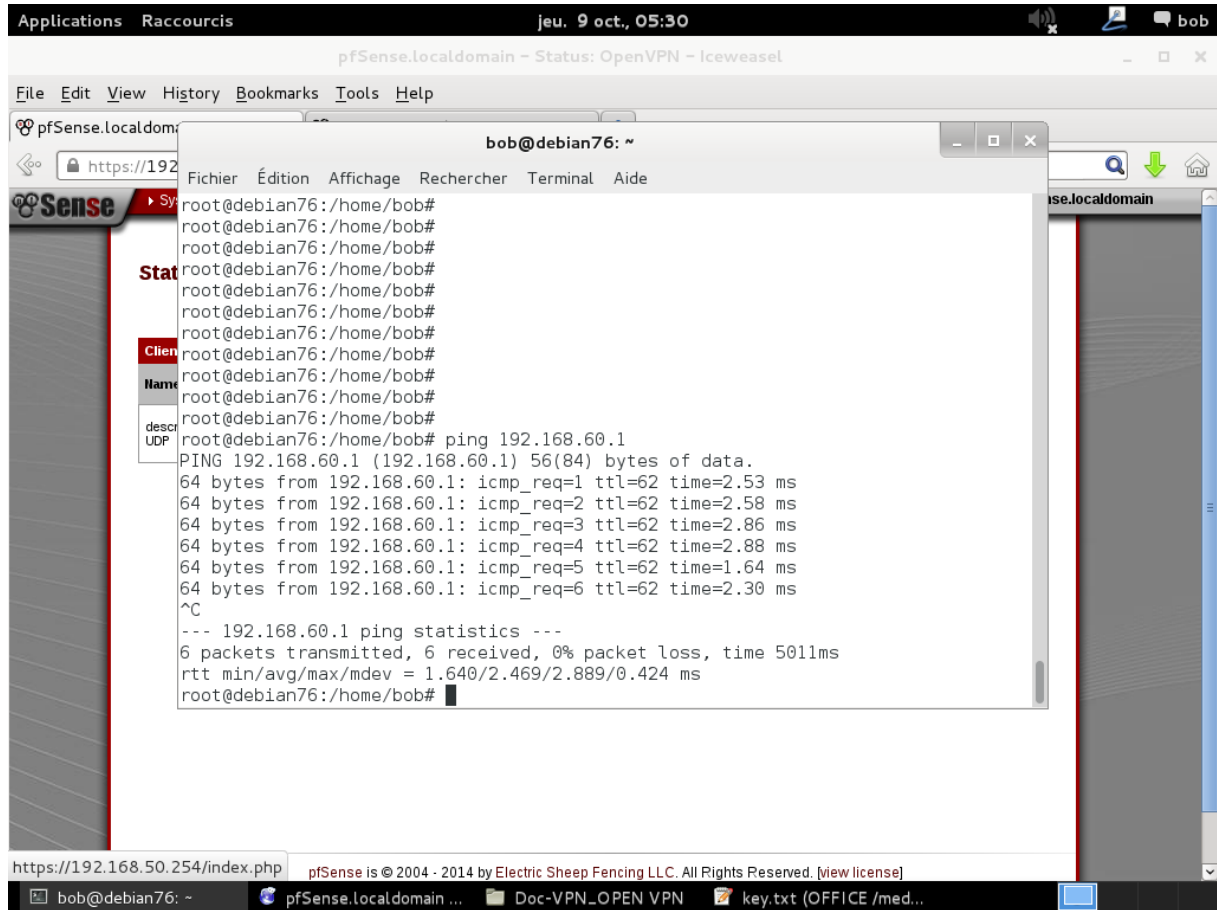 Applications Raccourcis jeu. 9 oct., 05:30 bob
pfSense.localdomain – Status: OpenVPN – Iceweasel
File Edit View History Bookmarks Tools Help
pfSense.localdoma
https://192
Sense Sy nse.localdomain
Stat
Clien
Name
descr
UDP
bob@debian76: ~
Fichier Édition Affichage Rechercher Terminal Aide
root@debian76:/home/bob#
root@debian76:/home/bob#
root@debian76:/home/bob#
root@debian76:/home/bob#
root@debian76:/home/bob#
root@debian76:/home/bob#
root@debian76:/home/bob#
root@debian76:/home/bob#
root@debian76:/home/bob#
root@debian76:/home/bob#
root@debian76:/home/bob#
root@debian76:/home/bob# ping 192.168.60.1
PING 192.168.60.1 (192.168.60.1) 56(84) bytes of data.
64 bytes from 192.168.60.1: icmp_req=1 ttl=62 time=2.53 ms
64 bytes from 192.168.60.1: icmp_req=2 ttl=62 time=2.58 ms
64 bytes from 192.168.60.1: icmp_req=3 ttl=62 time=2.86 ms
64 bytes from 192.168.60.1: icmp_req=4 ttl=62 time=2.88 ms
64 bytes from 192.168.60.1: icmp_req=5 ttl=62 time=1.64 ms
64 bytes from 192.168.60.1: icmp_req=6 ttl=62 time=2.30 ms
^C
--- 192.168.60.1 ping statistics ---
6 packets transmitted, 6 received, 0% packet loss, time 5011ms
rtt min/avg/max/mdev = 1.640/2.469/2.889/0.424 ms
root@debian76:/home/bob#
https://192.168.50.254/index.php
pfSense is © 2004 - 2014 by Electric Sheep Fencing LLC. All Rights Reserved. [view license]
bob@debian76: ~ pfSense.localdomain ... Doc-VPN_OPEN VPN key.txt (OFFICE /med...